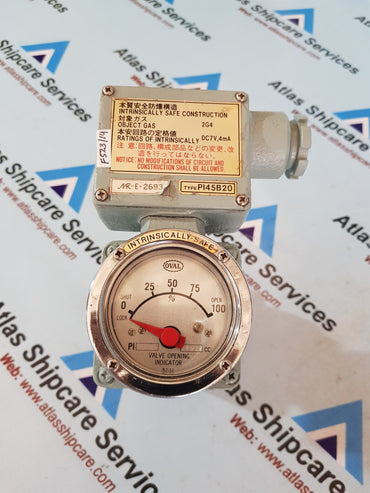 本質安全防爆構造
INTRINSICALLY SAFE CONSTRUCTION
対象ガス
OBJECT GAS 2G4
本安回路の定格値
RATINGS OF INTRINSICALLY DC7V,4mA
注意:回路、構成部品などの変更、改
造を行ってはならない。
NOTICE: NO MODIFICATIONS OF CIRCUIT AND
CONSTRUCTION SHALL BE ALLOWED.
F523/19
NR-E-2693 TYPE PI45B20
INTRINSICALLY SAFE
OVAL
0 25 50 75 100
SHUT % OPEN
LOCK
PI CC
VALVE OPENING
INDICATOR
Atlas Shipcare Services
Web: www.atlasshipcare.com